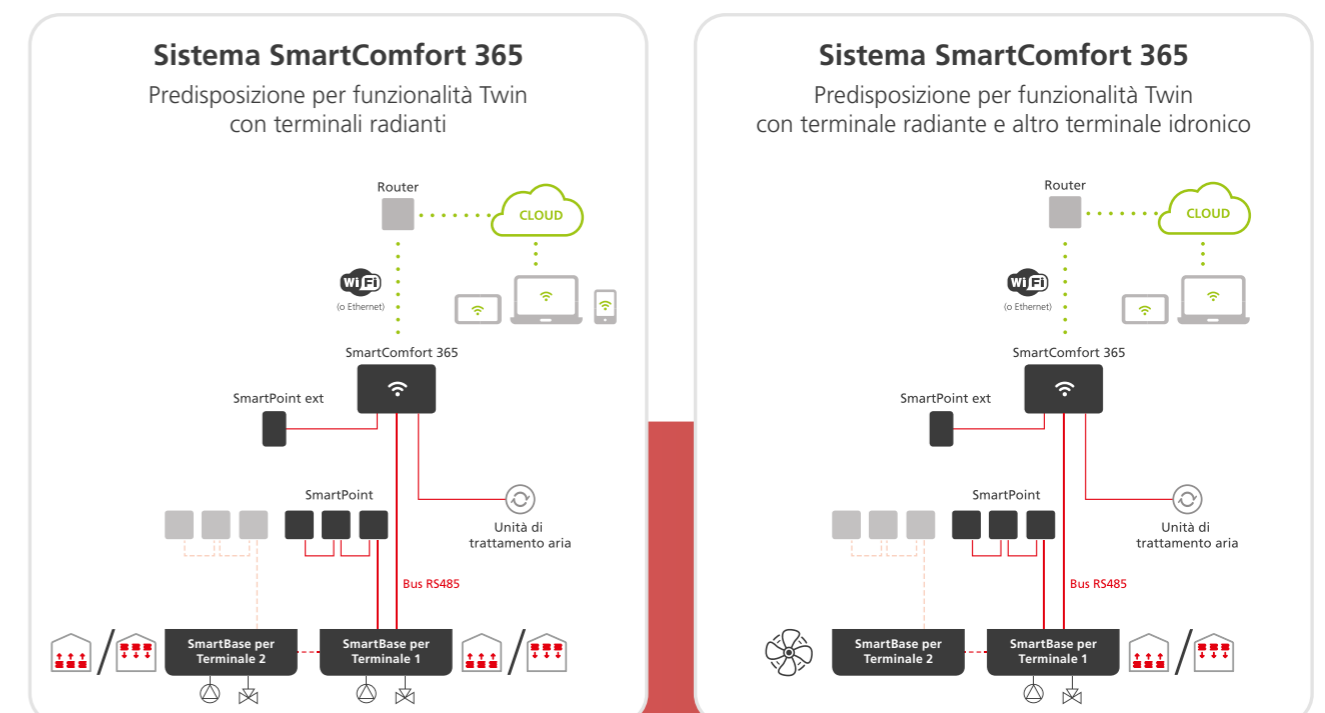 Sistema SmartComfort 365
Predisposizione per funzionalità Twin
con terminali radianti
Router
CLOUD
WiFi
(o Ethernet)
SmartComfort 365
SmartPoint ext
SmartPoint
Unità di
trattamento aria
Bus RS485
SmartBase per
Terminale 2
SmartBase per
Terminale 1
Sistema SmartComfort 365
Predisposizione per funzionalità Twin
con terminale radiante e altro terminale idronico
Router
CLOUD
WiFi
(o Ethernet)
SmartComfort 365
SmartPoint ext
SmartPoint
Unità di
trattamento aria
Bus RS485
SmartBase per
Terminale 2
SmartBase per
Terminale 1